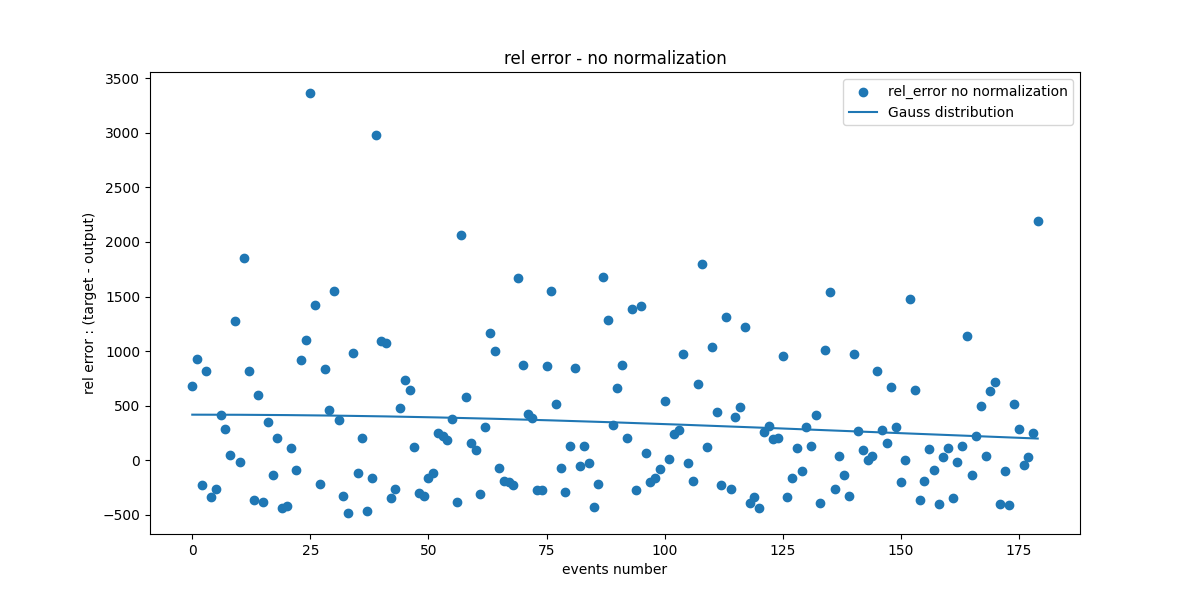 rel error - no normalization
rel_error no normalization
Gauss distribution
3500
3000
2500
2000
1500
1000
500
0
−500
rel error : (target - output)
0 25 50 75 100 125 150 175
events number